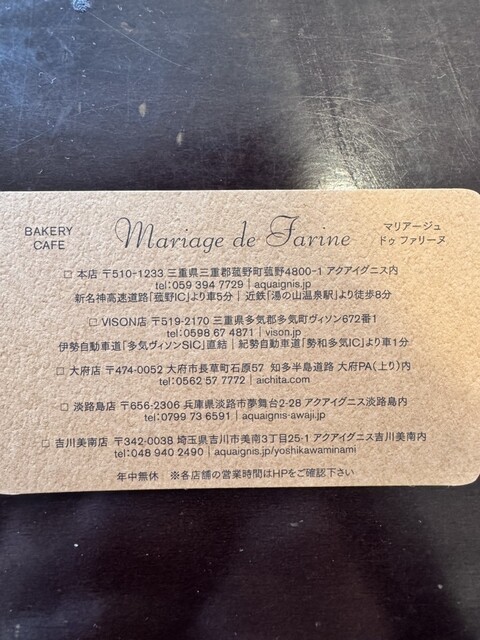 BAKERY
CAFE
Mariage de Farine
マリアージュ
ドゥ ファリーヌ
□ 本店 〒510-1233 三重県三重郡菰野町菰野4800-1 アクアイグニス内
tel:059 394 7729 | aquaignis.jp
新名神高速道路「菰野IC」より車5分 | 近鉄「湯の山温泉駅」より徒歩8分
□ VISON店 〒519-2170 三重県多気郡多気町ヴィソン672番1
tel:0598 67 4871 | vison.jp
伊勢自動車道「多気ヴィソンSIC」直結 | 紀勢自動車道「勢和多気IC」より車1分
□ 大府店 〒474-0052 大府市長草町石原57 知多半島道路 大府PA(上り)内
tel:0562 57 7772 | aichita.com
□ 淡路島店 〒656-2306 兵庫県淡路市夢舞台2-28 アクアイグニス淡路島内
tel:0799 73 6591 | aquaignis-awaji.jp
□ 吉川美南店 〒342-0038 埼玉県吉川市美南3丁目25-1 アクアイグニス吉川美南内
tel:048 940 2490 | aquaignis.jp/yoshikawaminami
年中無休 ※各店舗の営業時間はHPをご確認下さい